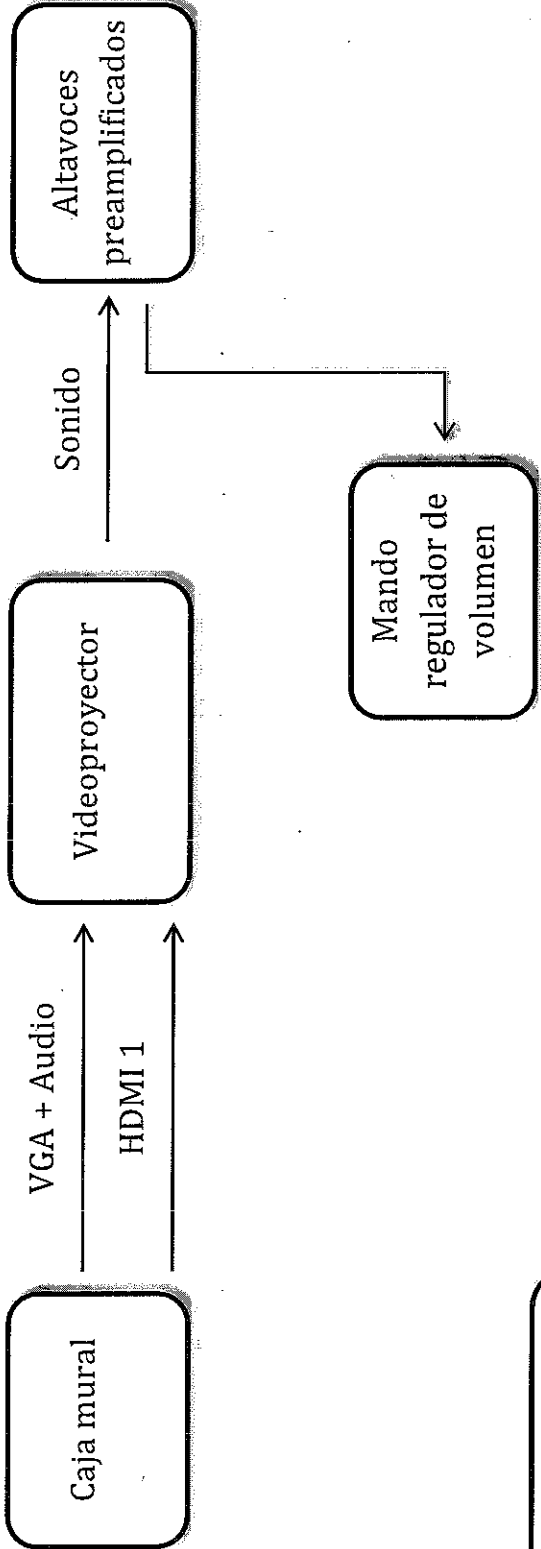 Caja mural
VGA + Audio
HDMI 1
Videoproyector
Sonido
Altavoces
preamplificados
Mando
regulador de
volumen